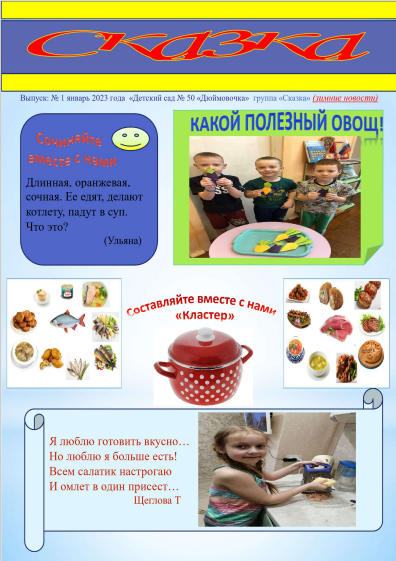 СКАЗКА
Выпуск: № 1 январь 2023 года «Детский сад № 50 «Дюймовочка» группа «Сказка» (зимние новости)
Сочиняйте
вместе с нами
Длинная, оранжевая,
сочная. Ее едят, делают
котлету, падут в суп.
Что это?
(Ульяна)
КАКОЙ ПОЛЕЗНЫЙ ОВОЩ!
Составляйте вместе с нами
«Кластер»
Я люблю готовить вкусно…
Но люблю я больше есть!
Всем салатик настрогаю
И омлет в один присест…
Щеглова Т